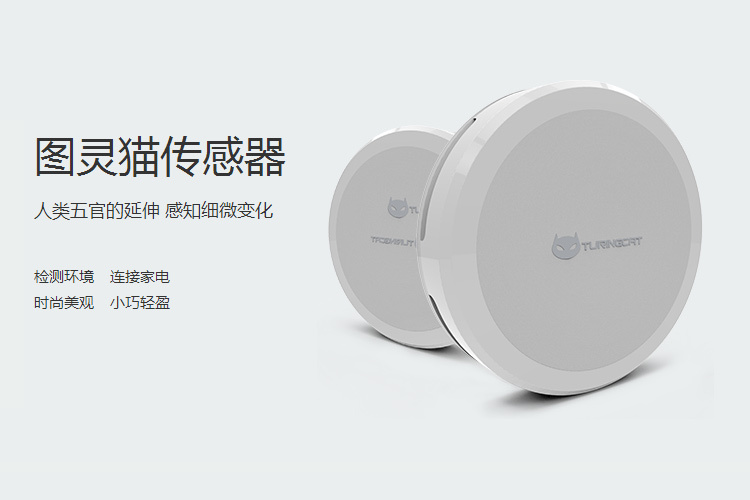 图灵猫传感器
人类五官的延伸 感知细微变化
检测环境 连接家电
时尚美观 小巧轻盈
TURINGCAT